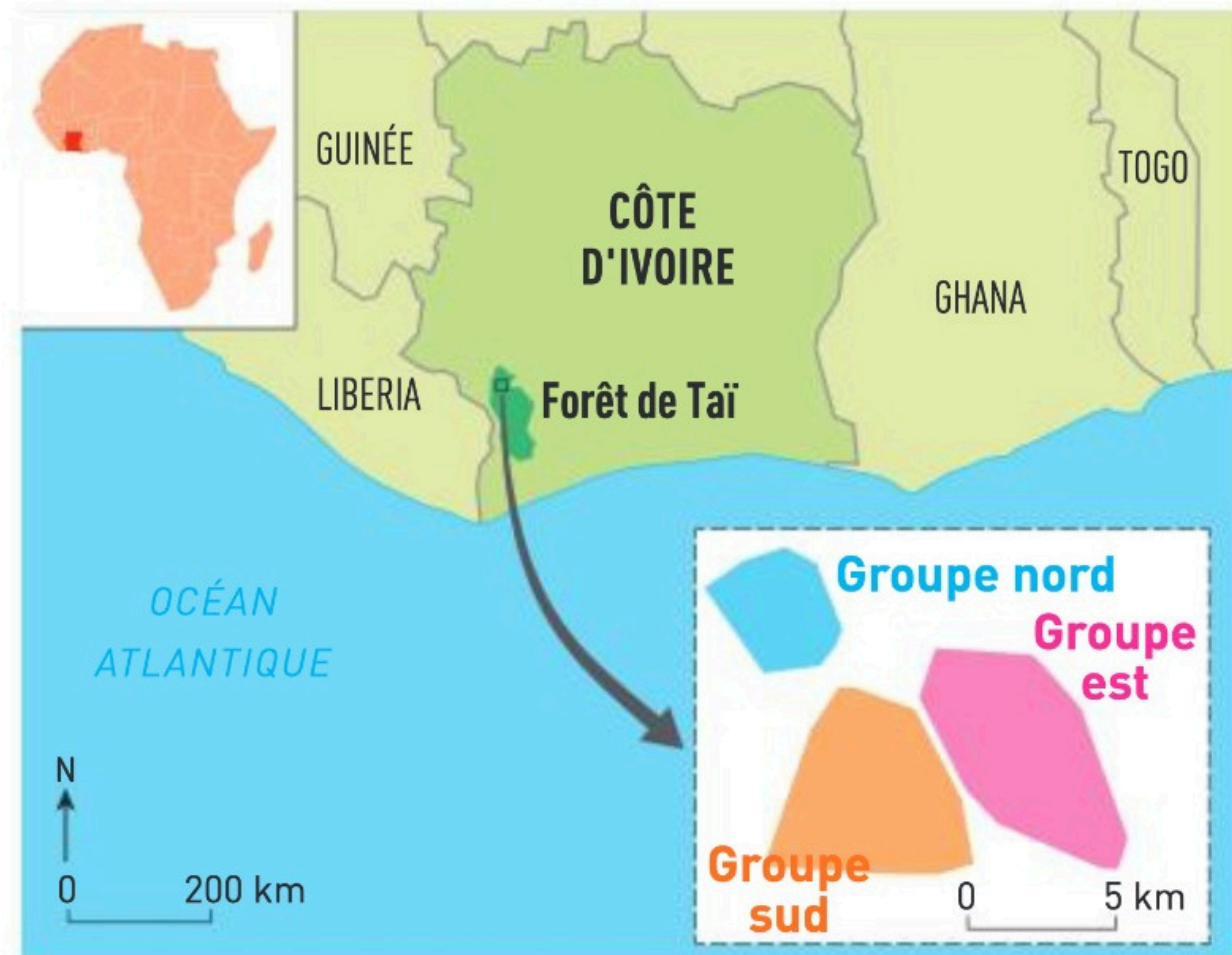 GUINÉE
CÔTE
D'IVOIRE
TOGO
GHANA
LIBERIA
Forêt de Taï
OCÉAN
ATLANTIQUE
Groupe nord
Groupe
est
Groupe
sud
N
0 200 km
0 5 km